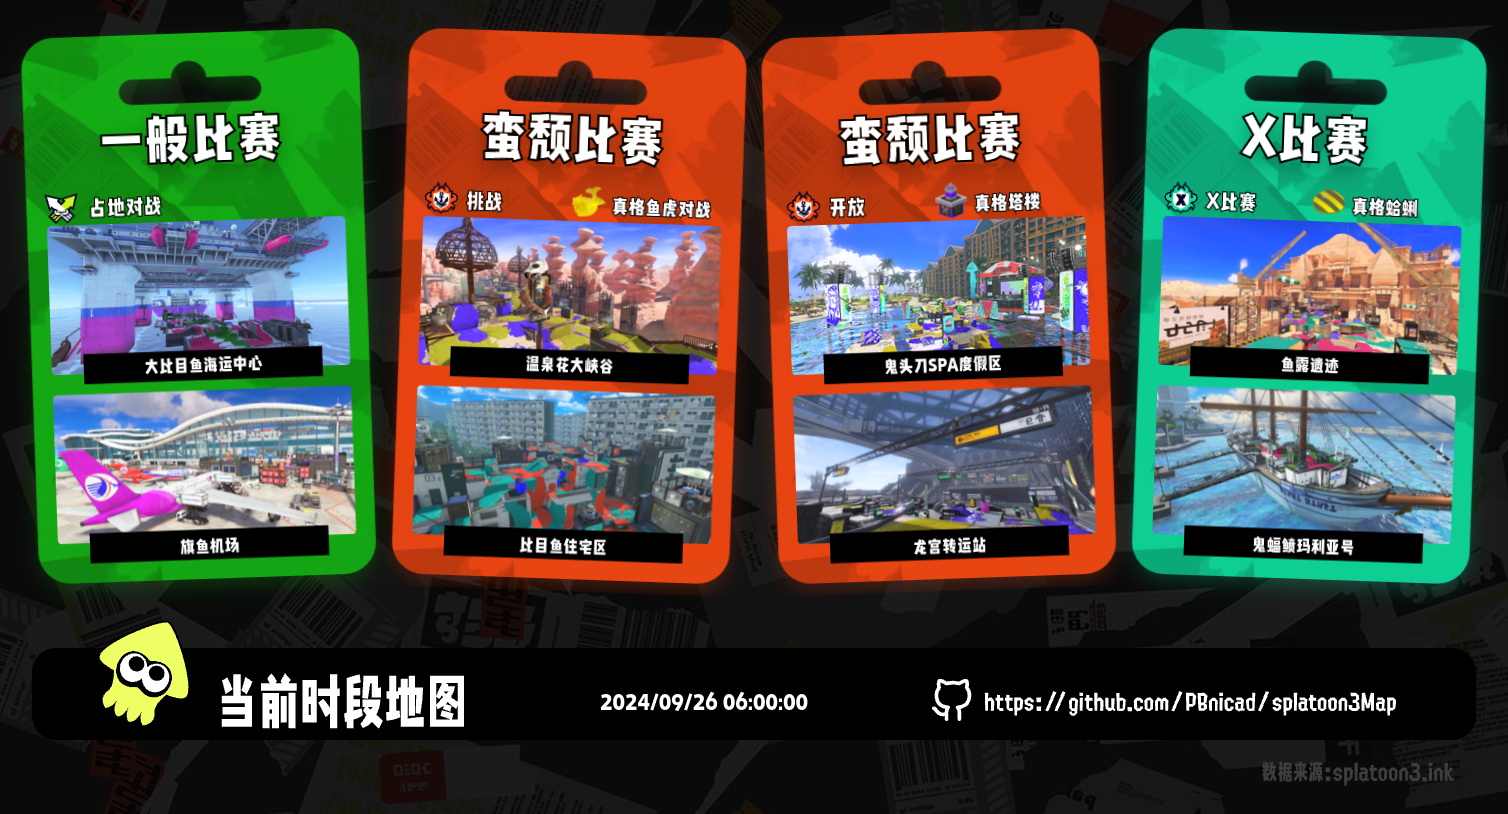 一般比赛
占地对战
大比目鱼海运中心
旗鱼机场
蛮颓比赛
挑战
真格鱼虎对战
温泉花大峡谷
比目鱼住宅区
蛮颓比赛
开放
真格塔楼
鬼头刀SPA度假区
龙宫转运站
X比赛
X比赛
真格蛤蜊
鱼露遗迹
鬼蝠鲼玛利亚号
当前时段地图
2024/09/26 06:00:00
https://github.com/PBnicad/splatoon3Map
数据来源:splatoon3.ink